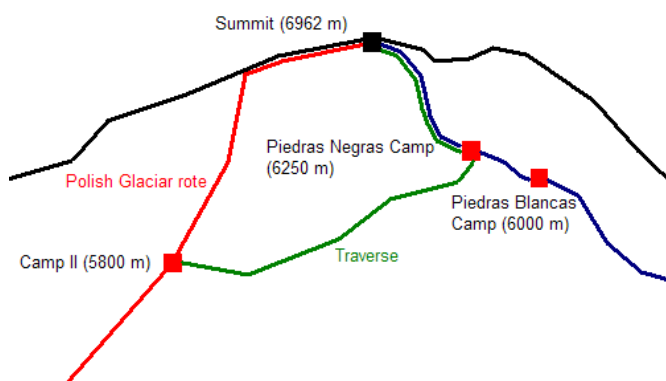 Summit (6962 m)
Piedras Negras Camp
(6250 m)
Polish Glaciar rote
Piedras Blancas
Camp (6000 m)
Camp II (5800 m)
Traverse